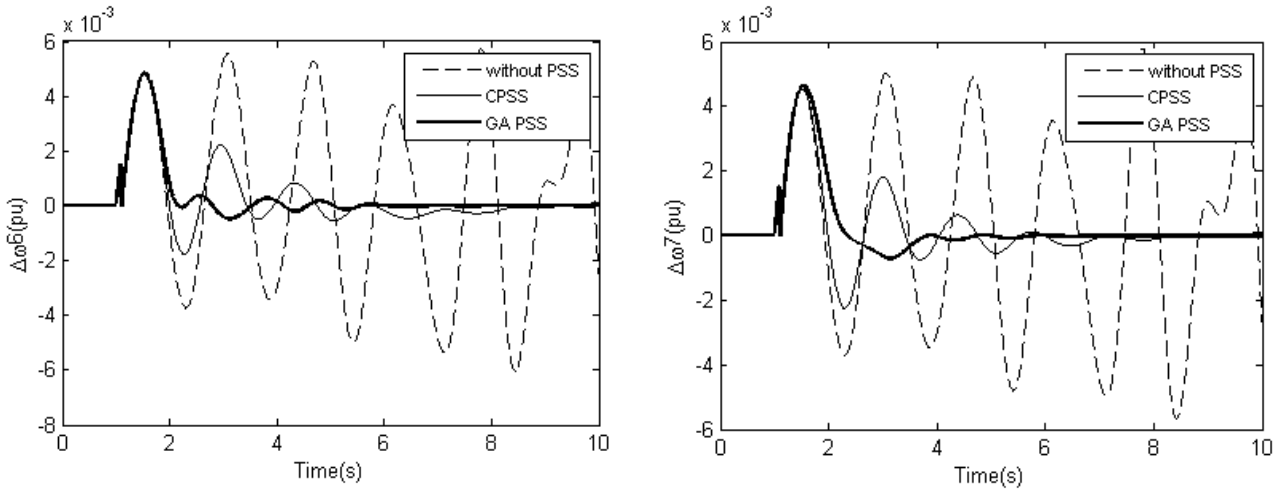 x 10⁻³
6
4
2
0
-2
-4
-6
-8
0 2 4 6 8 10
Δω6(pu)
Time(s)
without PSS
CPSS
GA PSS
x 10⁻³
6
4
2
0
-2
-4
-6
0 2 4 6 8 10
Δω7(pu)
Time(s)
without PSS
CPSS
GA PSS